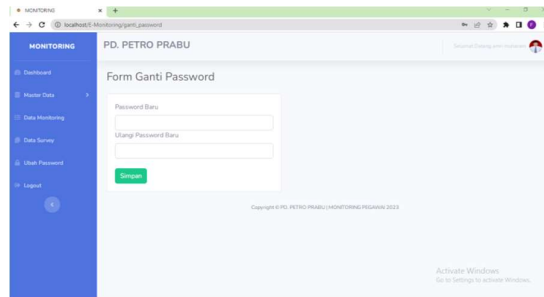 MONITORING
localhost/E-Monitoring/ganti_password
MONITORING
PD. PETRO PRABU
Selamat Datang
Dashboard
Master Data
Data Monitoring
Data Survey
Ubah Password
Logout
Form Ganti Password
Password Baru
Ulangi Password Baru
Simpan
Copyright © PD. PETRO PRABU | MONITORING PEGAWAI 2023
Activate Windows
Go to Settings to activate Windows.